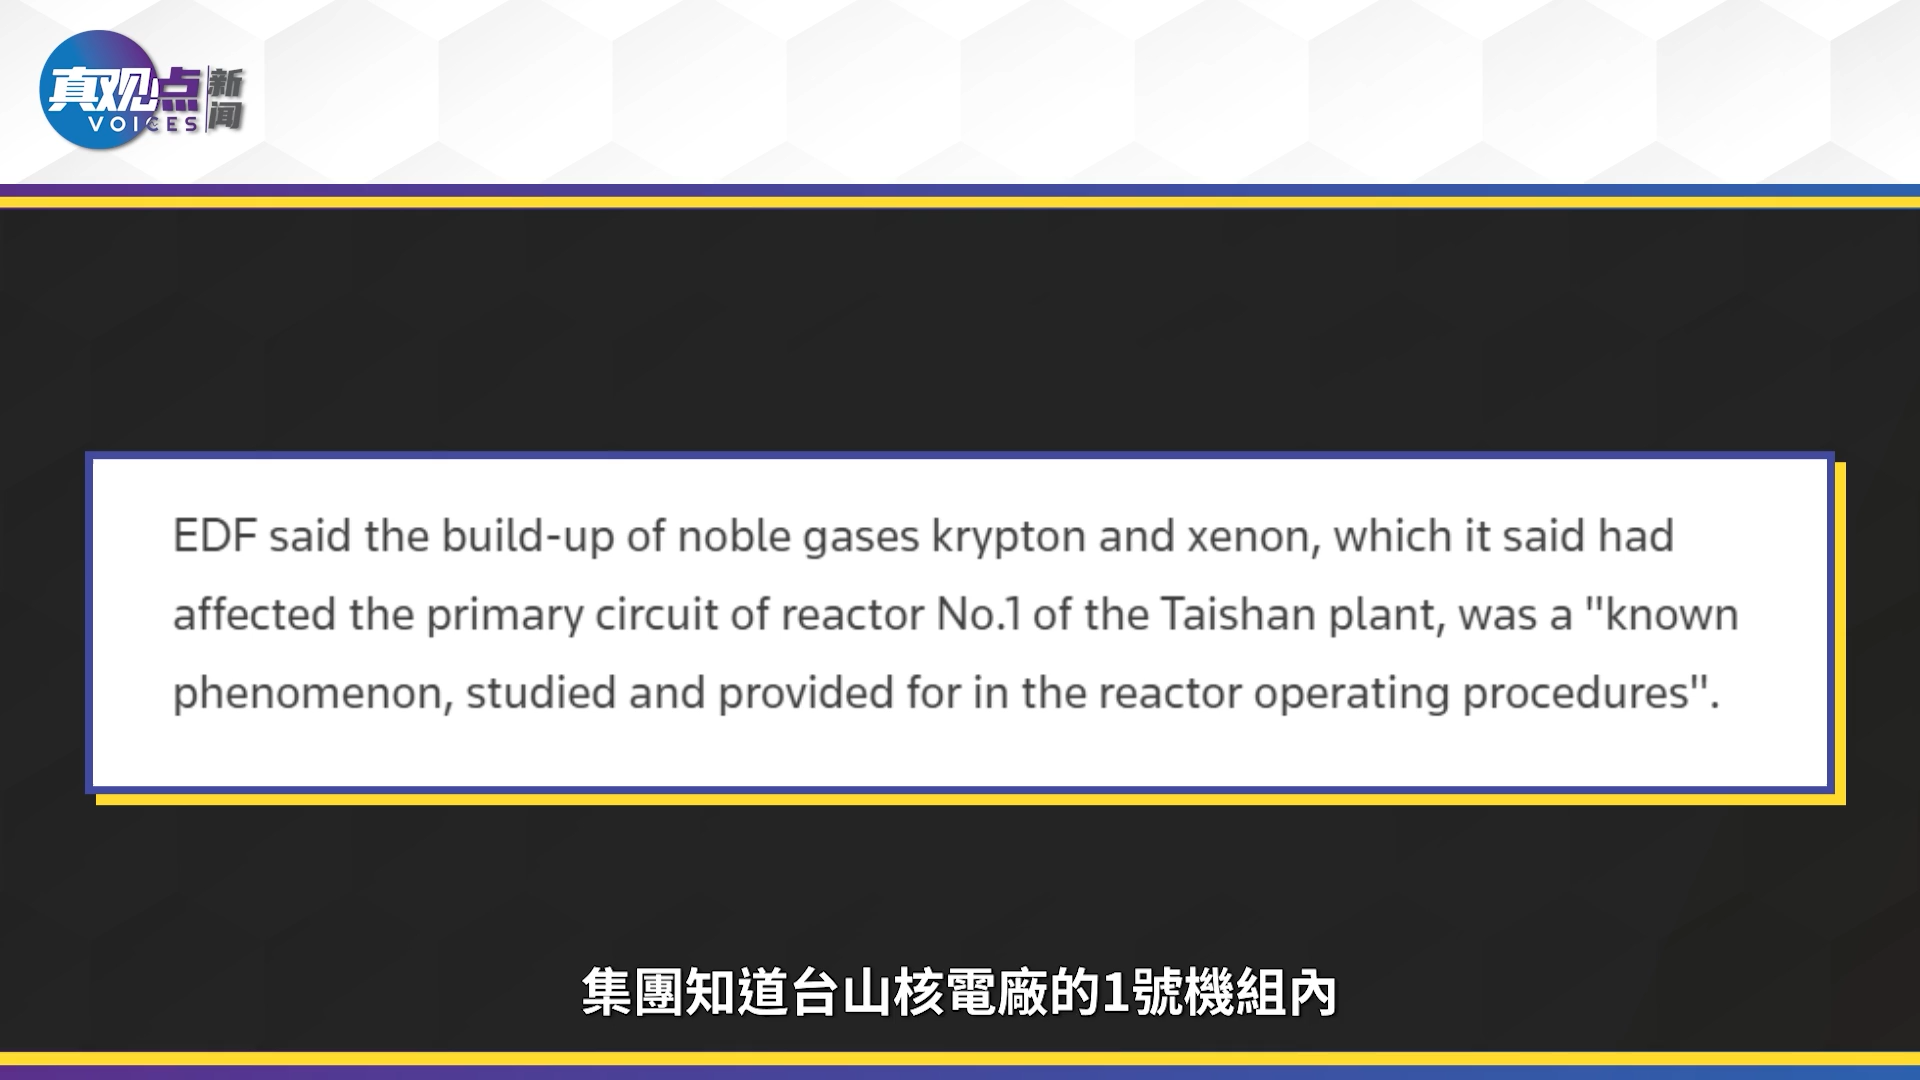 真观点
VOICES
新闻
EDF said the build-up of noble gases krypton and xenon, which it said had
affected the primary circuit of reactor No.1 of the Taishan plant, was a "known
phenomenon, studied and provided for in the reactor operating procedures".
集團知道台山核電廠的1號機組內